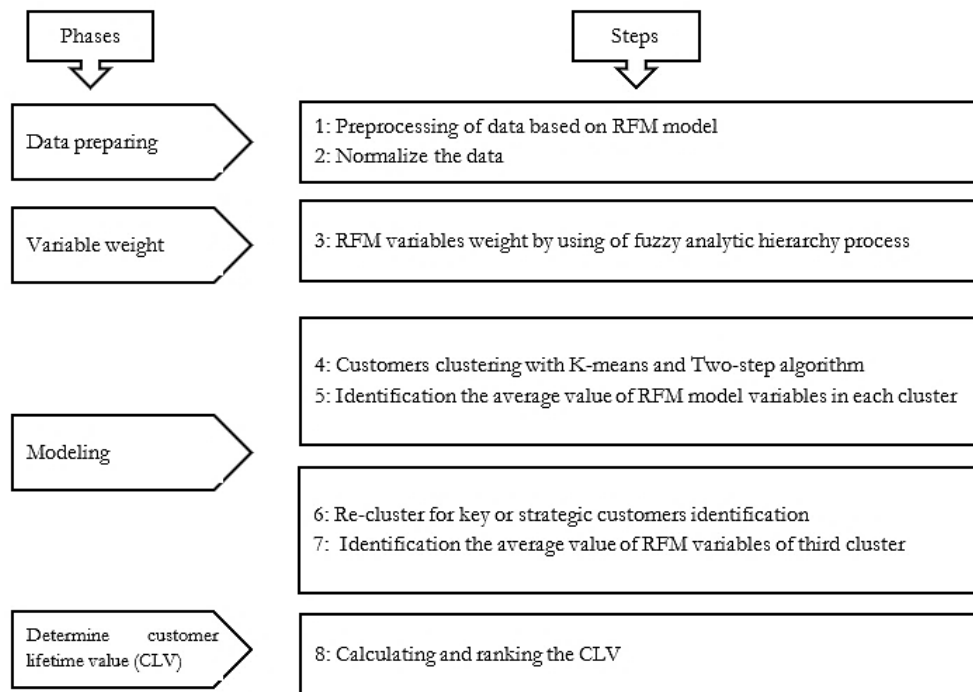 Phases
Steps
Data preparing
1: Preprocessing of data based on RFM model
2: Normalize the data
Variable weight
3: RFM variables weight by using of fuzzy analytic hierarchy process
Modeling
4: Customers clustering with K-means and Two-step algorithm
5: Identification the average value of RFM model variables in each cluster
6: Re-cluster for key or strategic customers identification
7: Identification the average value of RFM variables of third cluster
Determine customer
lifetime value (CLV)
8: Calculating and ranking the CLV